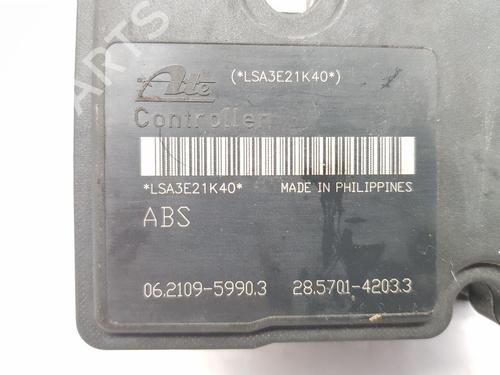 Ate (*LSA3E21K40*)
Controller
*LSA3E21K40* MADE IN PHILIPPINES
ABS
06.2109-5990.3 28.5701-4203.3